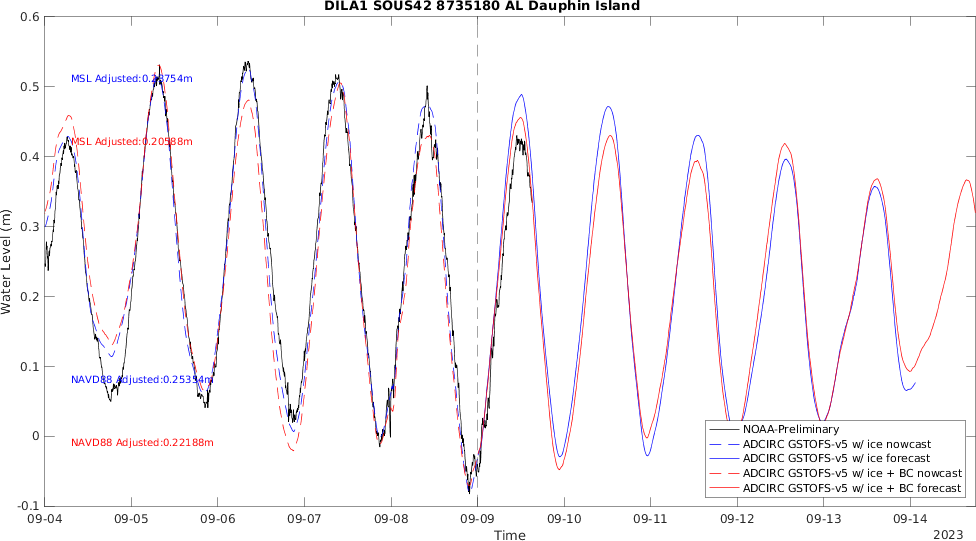 DILA1 SOUS42 8735180 AL Dauphin Island
0.6
0.5
0.4
0.3
0.2
0.1
0
-0.1
Water Level (m)
MSL Adjusted:
MSL Adjusted:0.20588m
NAVD88 Adjusted:0.25354m
NAVD88 Adjusted:0.22188m
NOAA-Preliminary
ADCIRC GSTOFS-v5 w/ ice nowcast
ADCIRC GSTOFS-v5 w/ ice forecast
ADCIRC GSTOFS-v5 w/ ice + BC nowcast
ADCIRC GSTOFS-v5 w/ ice + BC forecast
09-04 09-05 09-06 09-07 09-08 09-09 09-10 09-11 09-12 09-13 09-14
Time
2023